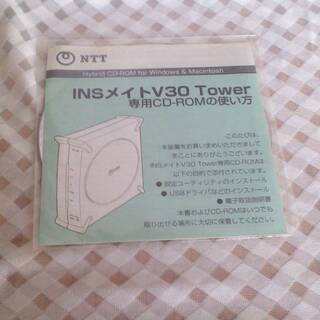 NTT
Hybrid CD-ROM for Windows & Macintosh
INSメイトV30 Tower
専用CD-ROMの使い方
このたびは、
本装置をお買い求めいただきまして
まことにありがとうございます。
INSメイトV30 Tower専用CD-ROMは
以下の目的で添付されています。
● 設定ユーティリティのインストール
● USBドライバなどのインストール
● 電子取扱説明書
本書およびCD-ROMはいつでも
取り出せる場所に大切に保管してください。